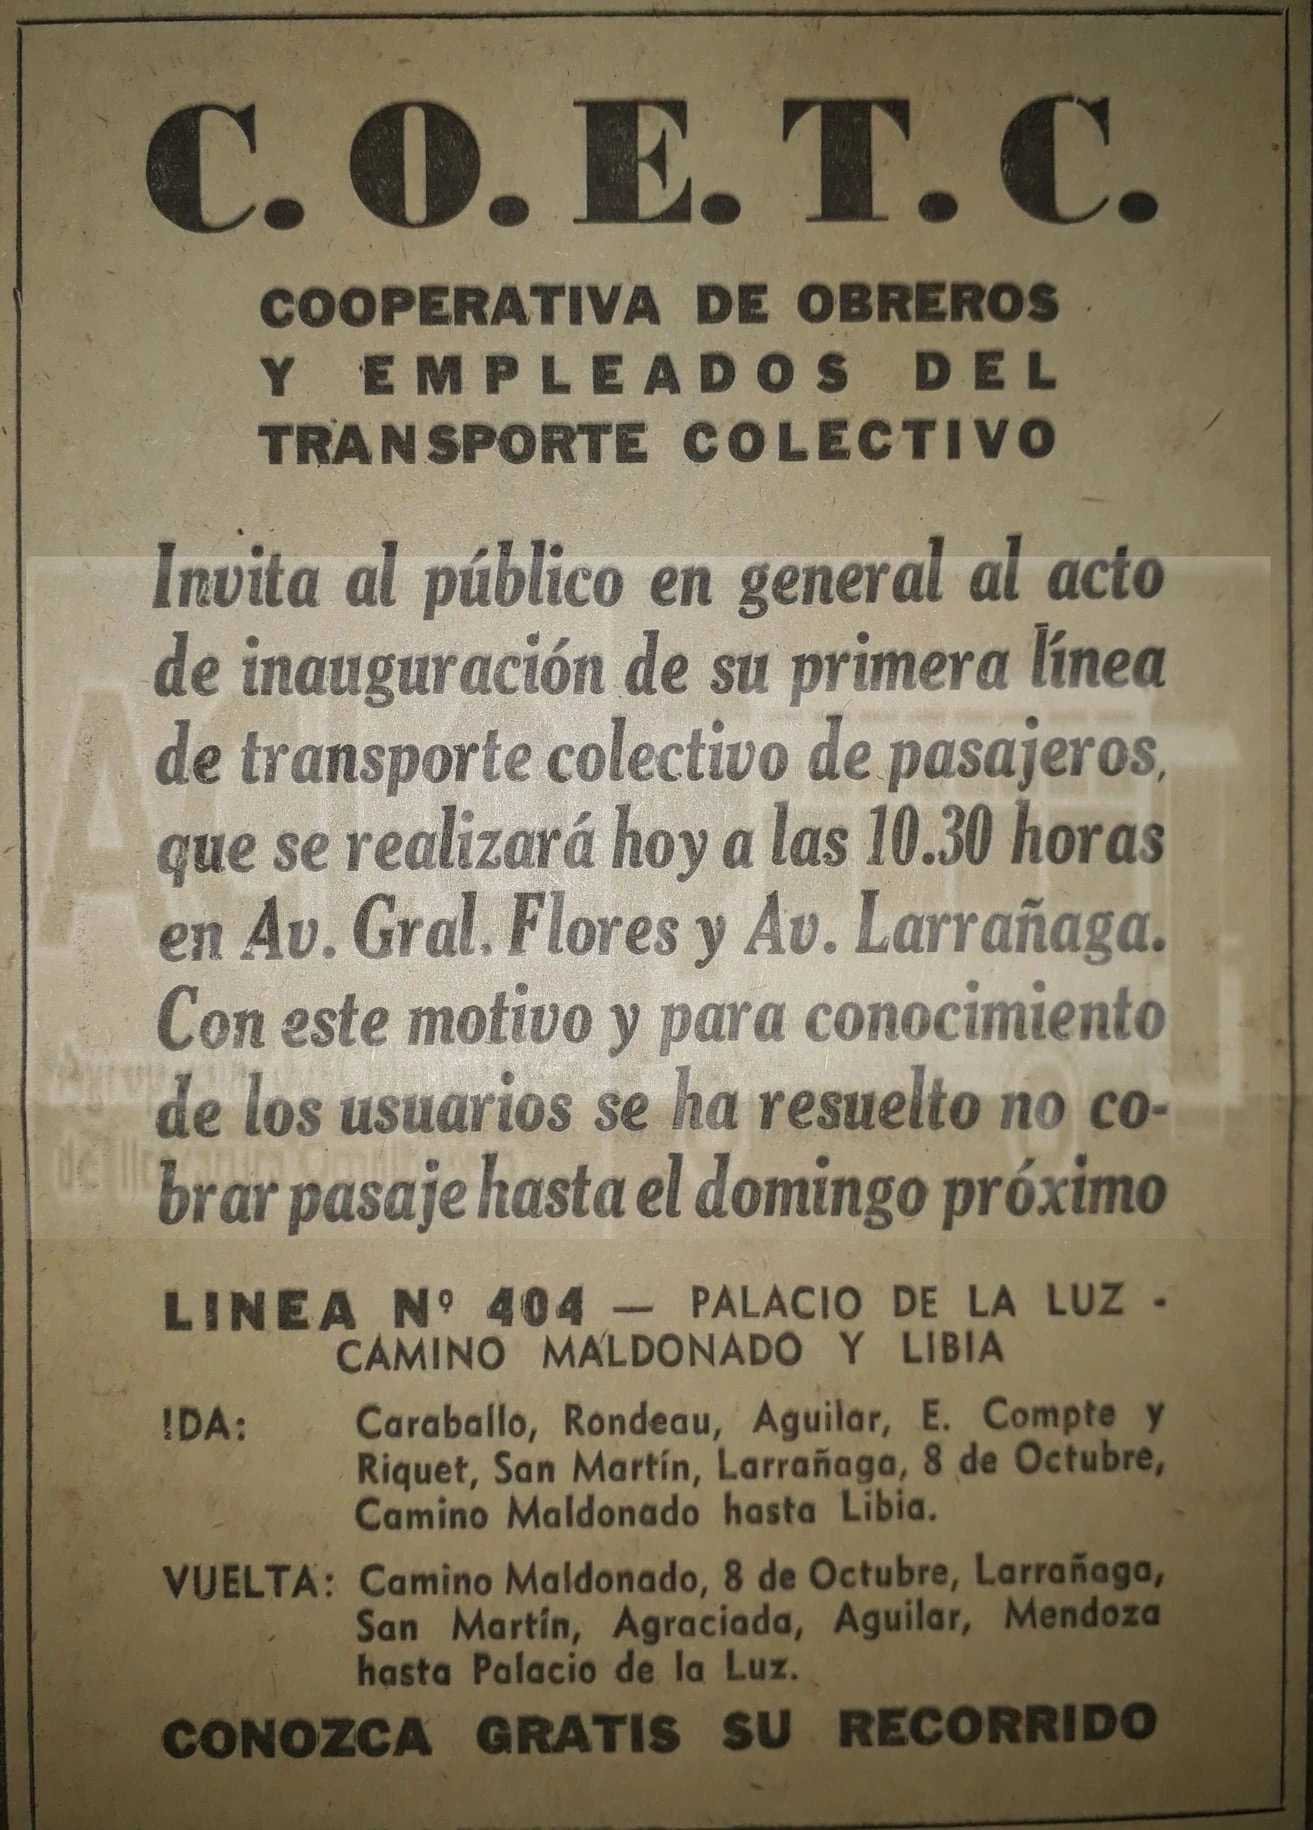 C. O. E. T. C.
COOPERATIVA DE OBREROS
Y EMPLEADOS DEL
TRANSPORTE COLECTIVO
Invita al público en general al acto
de inauguración de su primera línea
de transporte colectivo de pasajeros,
que se realizará hoy a las 10.30 horas
en Av. Gral. Flores y Av. Larrañaga.
Con este motivo y para conocimiento
de los usuarios se ha resuelto no co-
brar pasaje hasta el domingo próximo
LINEA Nº 404 — PALACIO DE LA LUZ -
CAMINO MALDONADO Y LIBIA
IDA: Caraballo, Rondeau, Aguilar, E. Compte y
Riquet, San Martín, Larrañaga, 8 de Octubre,
Camino Maldonado hasta Libia.
VUELTA: Camino Maldonado, 8 de Octubre, Larrañaga,
San Martín, Agraciada, Aguilar, Mendoza
hasta Palacio de la Luz.
CONOZCA GRATIS SU RECORRIDO